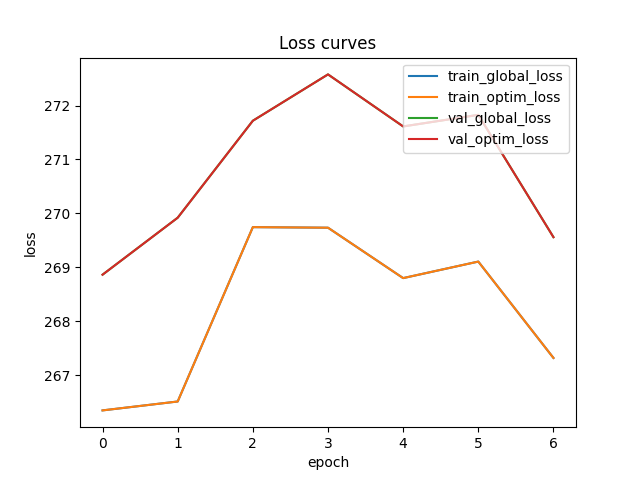 Loss curves
train_global_loss
train_optim_loss
val_global_loss
val_optim_loss
272
271
270
269
268
267
loss
0 1 2 3 4 5 6
epoch